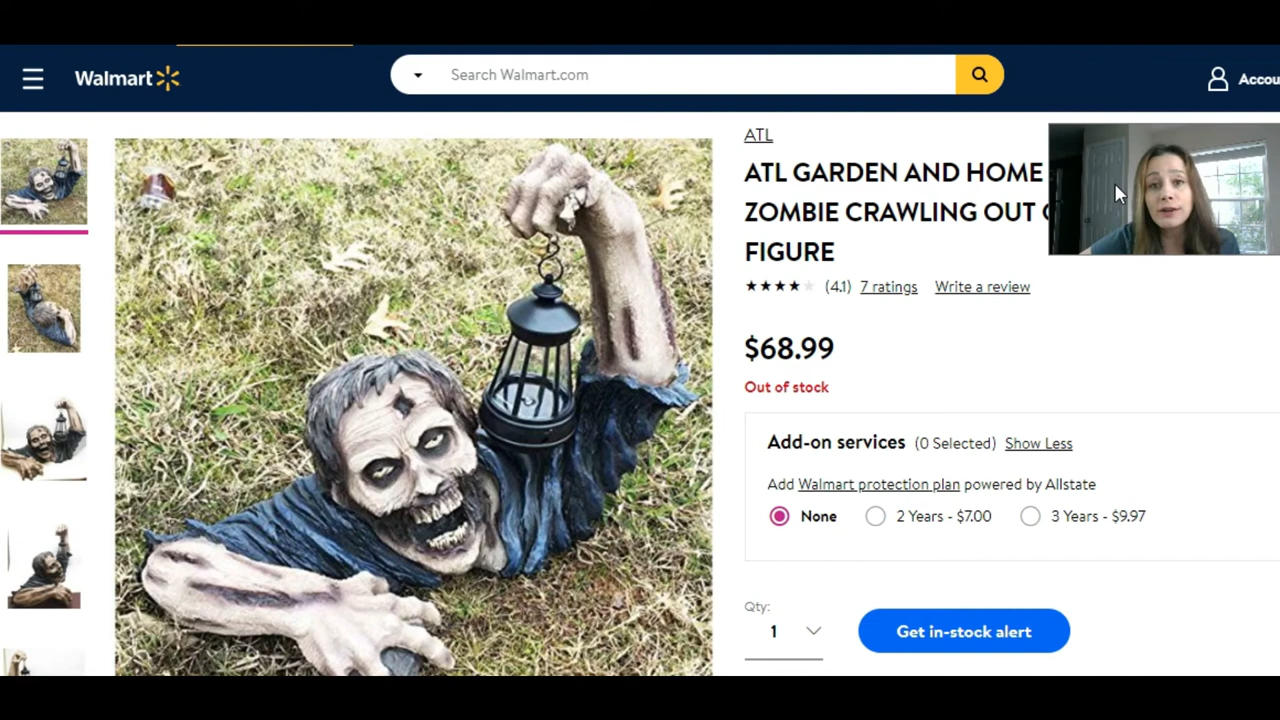 Walmart
Search Walmart.com
ATL
ATL GARDEN AND HOME
ZOMBIE CRAWLING OUT
FIGURE
(4.1) 7 ratings Write a review
$68.99
Out of stock
Add-on services (0 Selected) Show Less
Add Walmart protection plan powered by Allstate
None 2 Years - $7.00 3 Years - $9.97
Qty:
1
Get in-stock alert